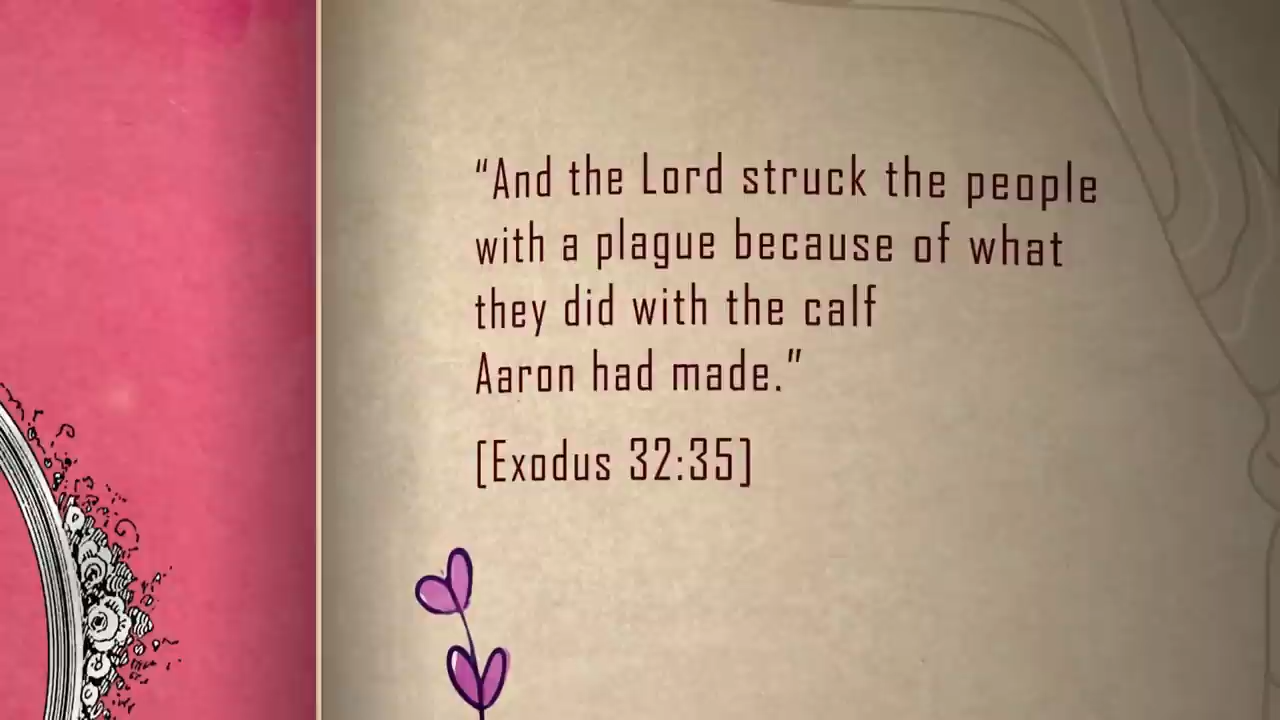 “And the Lord struck the people
with a plague because of what
they did with the calf
Aaron had made.”
[Exodus 32:35]